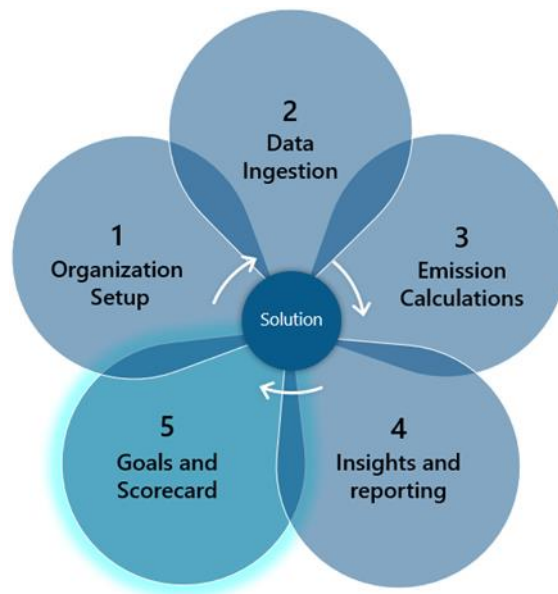 1
Organization
Setup
2
Data
Ingestion
3
Emission
Calculations
4
Insights and
reporting
5
Goals and
Scorecard
Solution